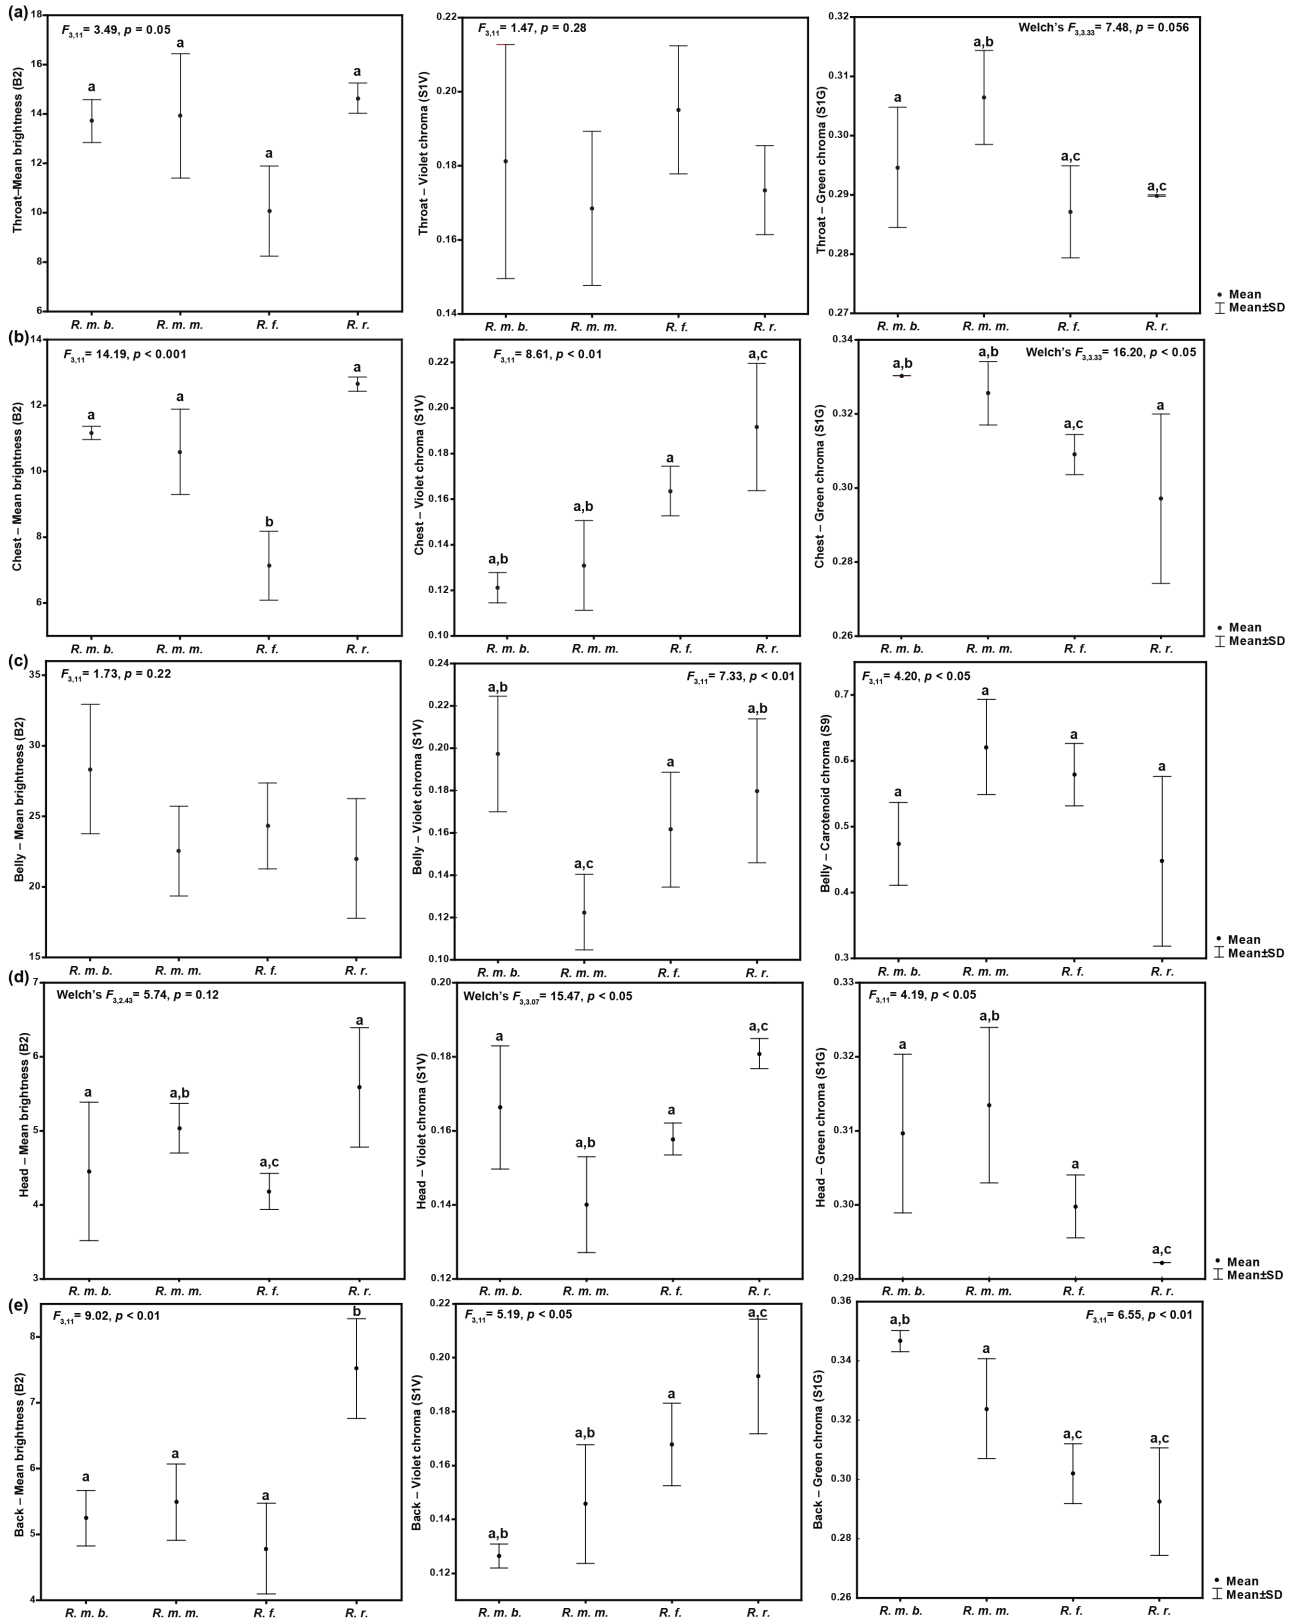 (a)
F3,11= 3.49, p = 0.05
Throat–Mean brightness (B2)
18
16
14
12
10
8
6
a
a
a
a
R. m. b.
R. m. m.
R. f.
R. r.
F3,11= 1.47, p = 0.28
Throat – Violet chroma (S1V)
0.22
0.20
0.18
0.16
0.14
R. m. b.
R. m. m.
R. f.
R. r.
Welch's F3,3.33= 7.48, p = 0.056
Throat – Green chroma (S1G)
0.32
0.31
0.30
0.29
0.28
0.27
a
a,b
a,c
a,c
R. m. b.
R. m. m.
R. f.
R. r.
Mean
Mean±SD
(b)
F3,11= 14.19, p < 0.001
Chest – Mean brightness (B2)
14
12
10
8
6
a
a
b
a
R. m. b.
R. m. m.
R. f.
R. r.
F3,11= 8.61, p < 0.01
Chest – Violet chroma (S1V)
0.22
0.20
0.18
0.16
0.14
0.12
0.10
a,b
a,b
a
a,c
R. m. b.
R. m. m.
R. f.
R. r.
Welch's F3,3.33= 16.20, p < 0.05
Chest – Green chroma (S1G)
0.34
0.32
0.30
0.28
0.26
a,b
a,b
a,c
a
R. m. b.
R. m. m.
R. f.
R. r.
Mean
Mean±SD
(c)
F3,11= 1.73, p = 0.22
Belly – Mean brightness (B2)
35
30
25
20
15
R. m. b.
R. m. m.
R. f.
R. r.
F3,11= 7.33, p < 0.01
Belly – Violet chroma (S1V)
0.24
0.22
0.20
0.18
0.16
0.14
0.12
0.10
a,b
a,c
a
a,b
R. m. b.
R. m. m.
R. f.
R. r.
F3,11= 4.20, p < 0.05
Belly – Carotenoid chroma (S9)
0.7
0.6
0.5
0.4
0.3
a
a
a
a
R. m. b.
R. m. m.
R. f.
R. r.
Mean
Mean±SD
(d)
Welch's F3,2.43= 5.74, p = 0.12
Head – Mean brightness (B2)
7
6
5
4
3
a
a,b
a,c
a
R. m. b.
R. m. m.
R. f.
R. r.
Welch's F3,3.07= 15.47, p < 0.05
Head – Violet chroma (S1V)
0.20
0.18
0.16
0.14
0.12
a
a,b
a
a,c
R. m. b.
R. m. m.
R. f.
R. r.
F3,11= 4.19, p < 0.05
Head – Green chroma (S1G)
0.33
0.32
0.31
0.30
0.29
a
a,b
a
a,c
R. m. b.
R. m. m.
R. f.
R. r.
Mean
Mean±SD
(e)
F3,11= 9.02, p < 0.01
Back – Mean brightness (B2)
8
7
6
5
4
a
a
a
b
R. m. b.
R. m. m.
R. f.
R. r.
F3,11= 5.19, p < 0.05
Back – Violet chroma (S1V)
0.22
0.20
0.18
0.16
0.14
0.12
a,b
a,b
a
a,c
R. m. b.
R. m. m.
R. f.
R. r.
F3,11= 6.55, p < 0.01
Back – Green chroma (S1G)
0.36
0.34
0.32
0.30
0.28
0.26
a,b
a
a,c
a,c
R. m. b.
R. m. m.
R. f.
R. r.
Mean
Mean±SD